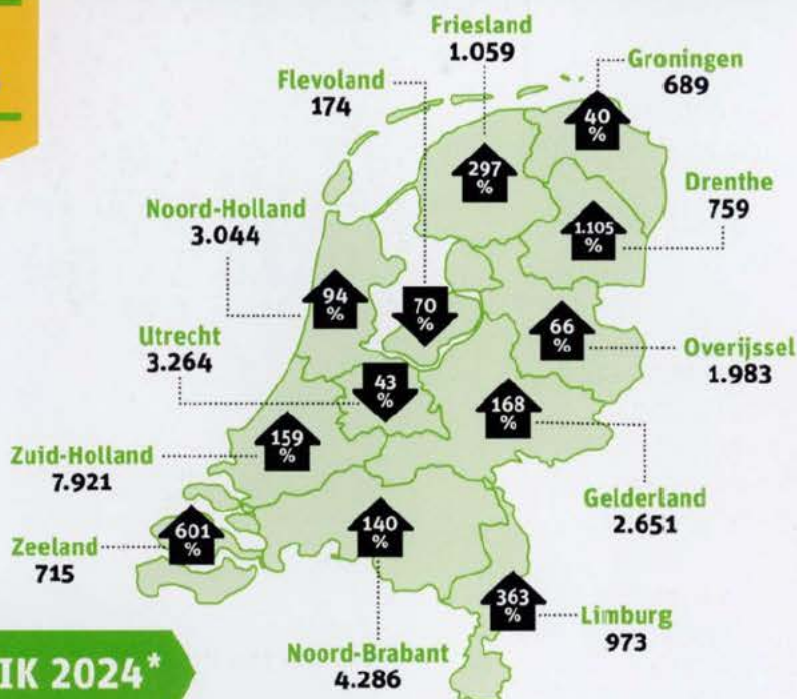 Friesland
1.059
Groningen
689
Flevoland
174
40
%
297
%
Drenthe
759
Noord-Holland
3.044
1.105
%
94
%
70
%
66
%
Utrecht
3.264
Overijssel
1.983
43
%
168
%
159
%
Zuid-Holland
7.921
Gelderland
2.651
601
%
140
%
Zeeland
715
363
%
Limburg
973
Noord-Brabant
4.286
IK 2024*